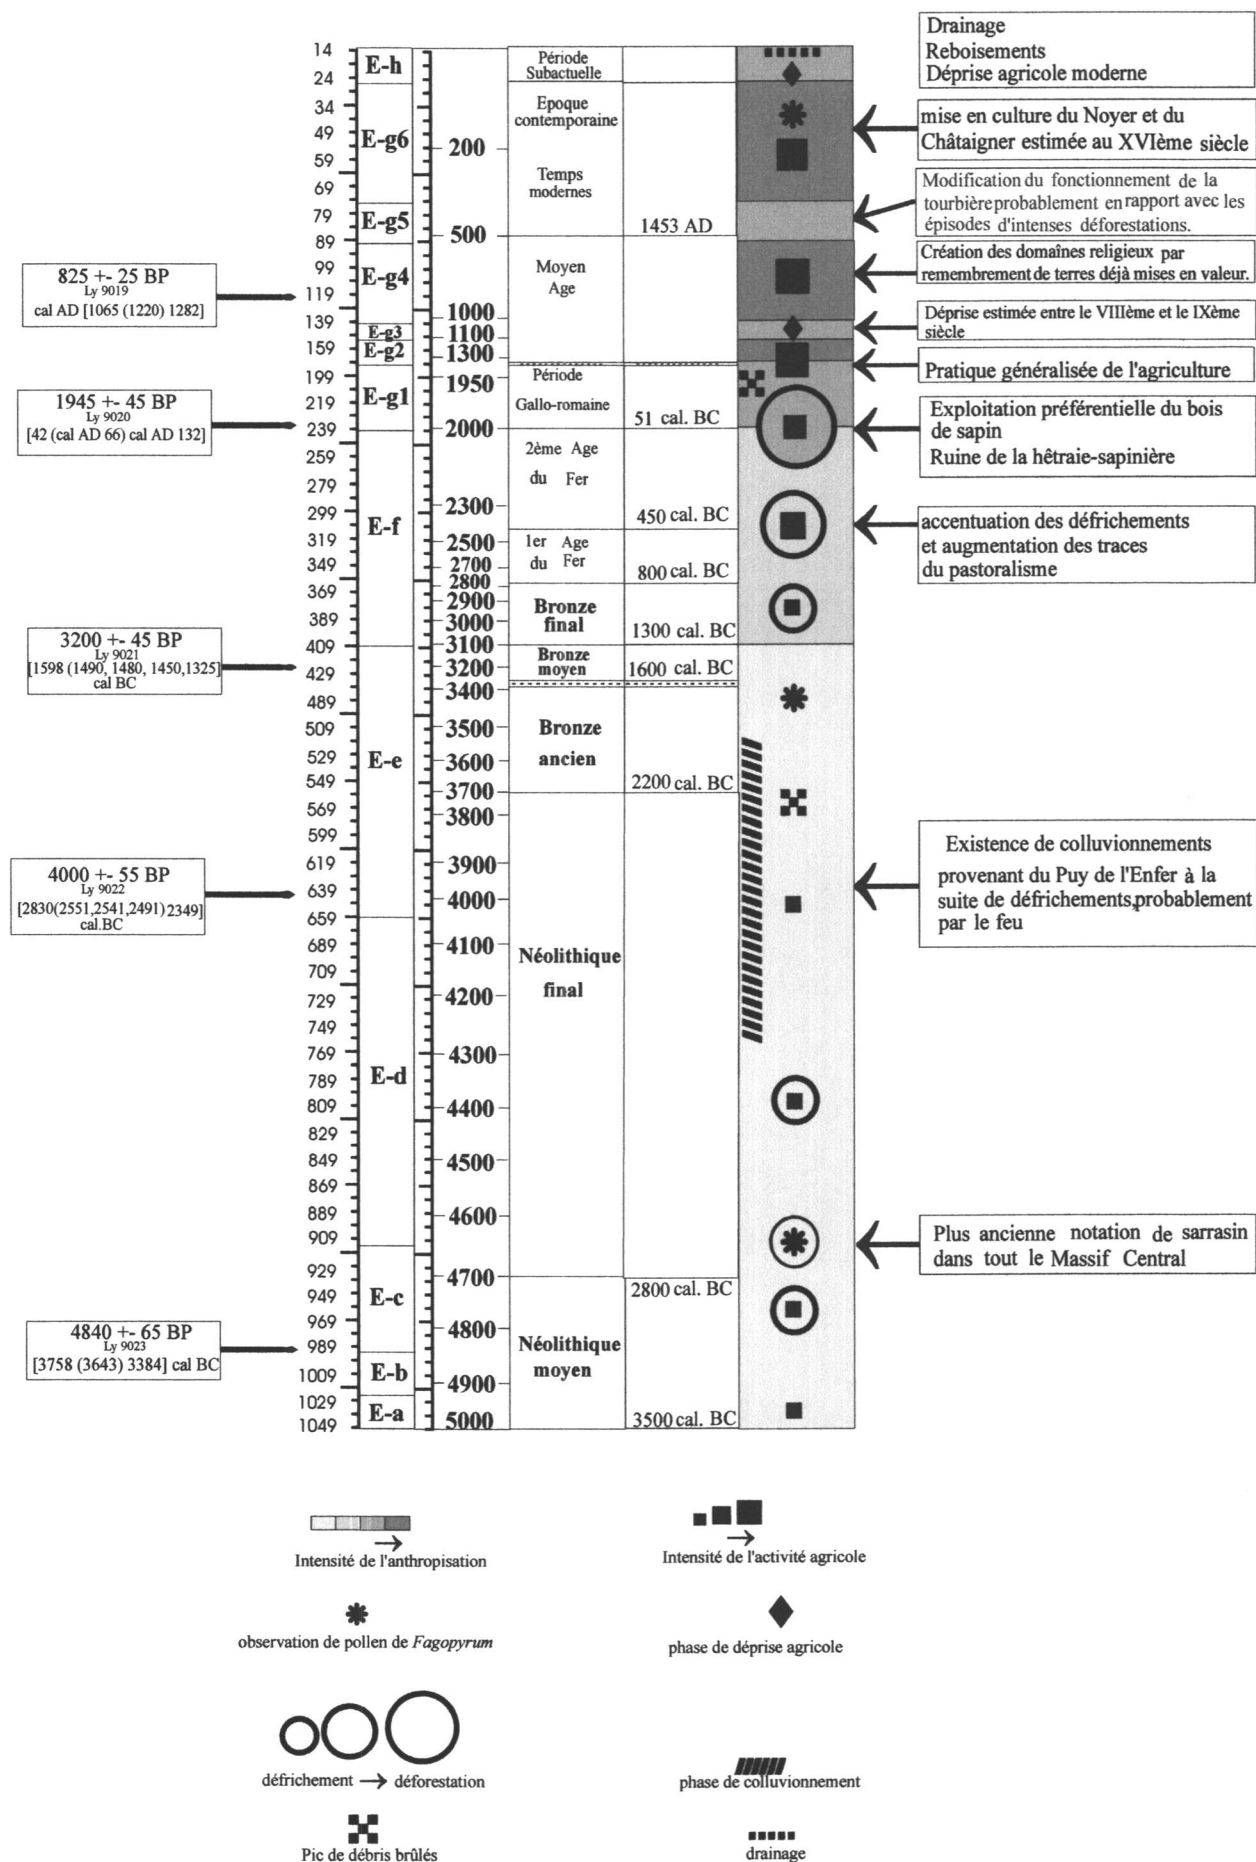 14
24
34
49
59
69
79
89
99
119
139
159
199
219
239
259
279
299
319
349
369
389
409
429
489
509
529
549
569
599
619
639
659
689
709
729
749
769
789
809
829
849
869
889
909
929
949
969
989
1009
1029
1049
E-h
E-g6
E-g5
E-g4
E-g3
E-g2
E-g1
E-f
E-e
E-d
E-c
E-b
E-a
200
500
1000
1100
1300
1950
2000
2300
2500
2700
2800
2900
3000
3100
3200
3400
3500
3600
3700
3800
3900
4000
4100
4200
4300
4400
4500
4600
4700
4800
4900
5000
Période
Subactuelle
Epoque
contemporaine
Temps
modernes
Moyen
Age
Période
Gallo-romaine
2ème Age
du Fer
1er Age
du Fer
Bronze
final
Bronze
moyen
Bronze
ancien
Néolithique
final
Néolithique
moyen
1453 AD
51 cal. BC
450 cal. BC
800 cal. BC
1300 cal. BC
1600 cal. BC
2200 cal. BC
2800 cal. BC
3500 cal. BC
825 +- 25 BP
Ly 9019
cal AD [1065 (1220) 1282]
1945 +- 45 BP
Ly 9020
[42 (cal AD 66) cal AD 132]
3200 +- 45 BP
Ly 9021
[1598 (1490, 1480, 1450,1325]
cal BC
4000 +- 55 BP
Ly 9022
[2830(2551,2541,2491) 2349]
cal.BC
4840 +- 65 BP
Ly 9023
[3758 (3643) 3384] cal BC
Drainage
Reboisements
Déprise agricole moderne
mise en culture du Noyer et du
Châtaigner estimée au XVIème siècle
Modification du fonctionnement de la
tourbière probablement en rapport avec les
épisodes d'intenses déforestations.
Création des domaînes religieux par
remembrement de terres déjà mises en valeur.
Déprise estimée entre le VIIIème et le IXème
siècle
Pratique généralisée de l'agriculture
Exploitation préférentielle du bois
de sapin
Ruine de la hêtraie-sapinière
accentuation des défrichements
et augmentation des traces
du pastoralisme
Existence de colluvionnements
provenant du Puy de l'Enfer à la
suite de défrichements,probablement
par le feu
Plus ancienne notation de sarrasin
dans tout le Massif Central
Intensité de l'anthropisation
Intensité de l'activité agricole
observation de pollen de Fagopyrum
phase de déprise agricole
défrichement → déforestation
phase de colluvionnement
Pic de débris brûlés
drainage